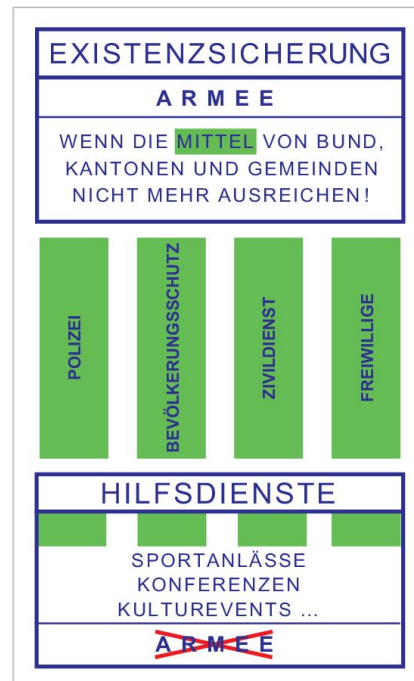 EXISTENZSICHERUNG
ARMEE
WENN DIE MITTEL VON BUND,
KANTONEN UND GEMEINDEN
NICHT MEHR AUSREICHEN!
POLIZEI
BEVÖLKERUNGSSCHUTZ
ZIVILDIENST
FREIWILLIGE
HILFSDIENSTE
SPORTANLÄSSE
KONFERENZEN
KULTUREVENTS ...
ARMEE